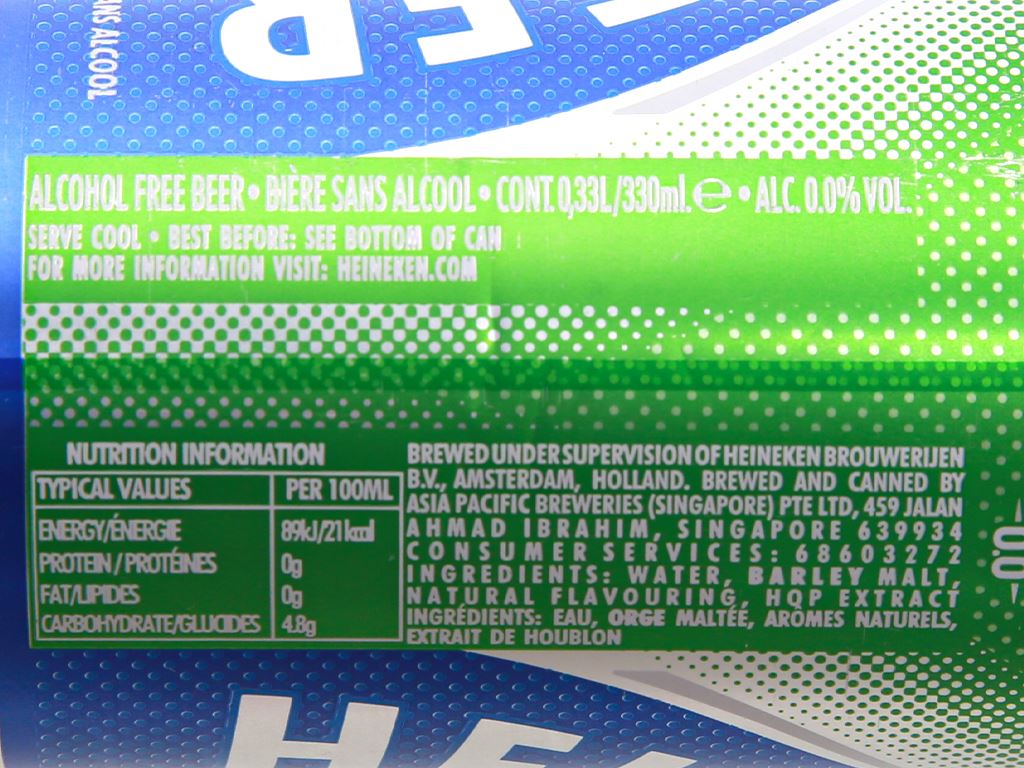 ANS ALCOOL
ALCOHOL FREE BEER • BIÈRE SANS ALCOOL • CONT. 0,33L/330ml. ℮ • ALC. 0.0% VOL.
SERVE COOL • BEST BEFORE: SEE BOTTOM OF CAN
FOR MORE INFORMATION VISIT: HEINEKEN.COM
NUTRITION INFORMATION
TYPICAL VALUES PER 100ML
ENERGY/ÉNERGIE 89kJ/21kcal
PROTEIN/PROTÉINES 0g
FAT/LIPIDES 0g
CARBOHYDRATE/GLUCIDES 4.8g
BREWED UNDER SUPERVISION OF HEINEKEN BROUWERIJEN
B.V., AMSTERDAM, HOLLAND. BREWED AND CANNED BY
ASIA PACIFIC BREWERIES (SINGAPORE) PTE LTD, 459 JALAN
AHMAD IBRAHIM, SINGAPORE 639934
CONSUMER SERVICES: 68603272
INGREDIENTS: WATER, BARLEY MALT,
NATURAL FLAVOURING, HOP EXTRACT
INGRÉDIENTS: EAU, ORGE MALTÉE, ARÔMES NATURELS,
EXTRAIT DE HOUBLON